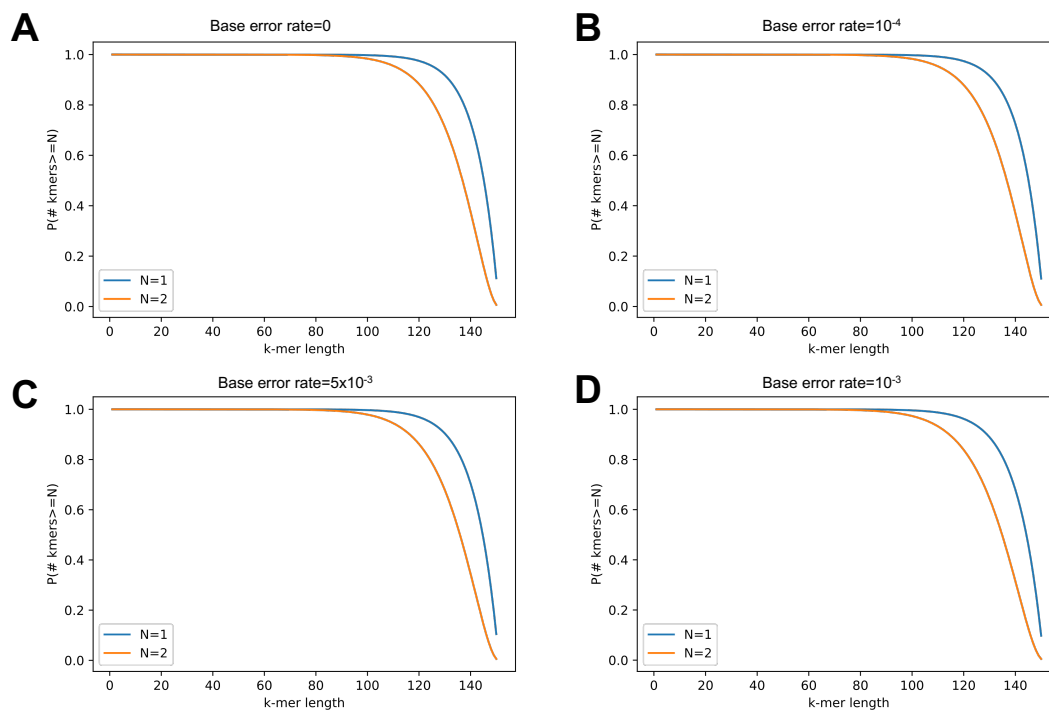 A
Base error rate=0
P(# kmers>=N)
1.0
0.8
0.6
0.4
0.2
0.0
N=1
N=2
0 20 40 60 80 100 120 140
k-mer length
B
Base error rate=10-4
P(# kmers>=N)
1.0
0.8
0.6
0.4
0.2
0.0
N=1
N=2
0 20 40 60 80 100 120 140
k-mer length
C
Base error rate=5x10-3
P(# kmers>=N)
1.0
0.8
0.6
0.4
0.2
0.0
N=1
N=2
0 20 40 60 80 100 120 140
k-mer length
D
Base error rate=10-3
P(# kmers>=N)
1.0
0.8
0.6
0.4
0.2
0.0
N=1
N=2
0 20 40 60 80 100 120 140
k-mer length